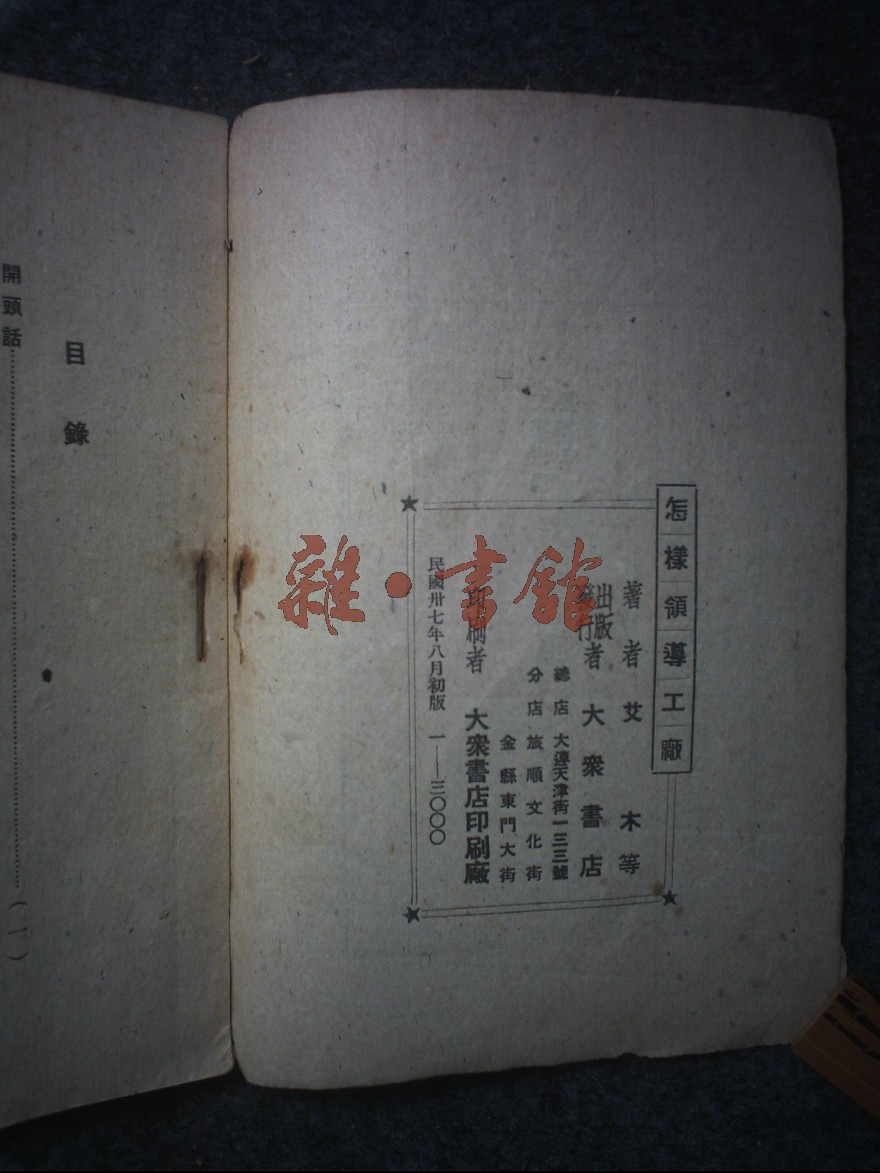 怎樣領導工廠
著者 艾木等
出版
發行者 大衆書店
總店 大連天津街一三三號
分店 旅順文化街
金縣東門大街
印刷者 大衆書店印刷廠
民國卅七年八月初版 一——三〇〇〇
目錄
開頭話……（一）
雜·書館